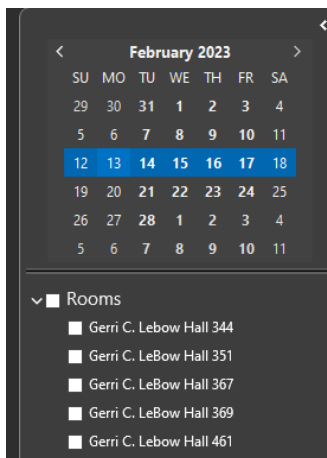 February 2023
SU MO TU WE TH FR SA
29 30 31 1 2 3 4
5 6 7 8 9 10 11
12 13 14 15 16 17 18
19 20 21 22 23 24 25
26 27 28 1 2 3 4
5 6 7 8 9 10 11
Rooms
Gerri C. LeBow Hall 344
Gerri C. LeBow Hall 351
Gerri C. LeBow Hall 367
Gerri C. LeBow Hall 369
Gerri C. Lebow Hall 461